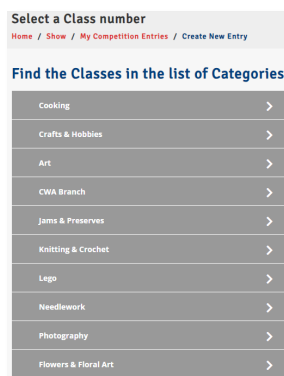 Select a Class number
Home / Show / My Competition Entries / Create New Entry
Find the Classes in the list of Categories
Cooking
Crafts & Hobbies
Art
CWA Branch
Jams & Preserves
Knitting & Crochet
Lego
Needlework
Photography
Flowers & Floral Art